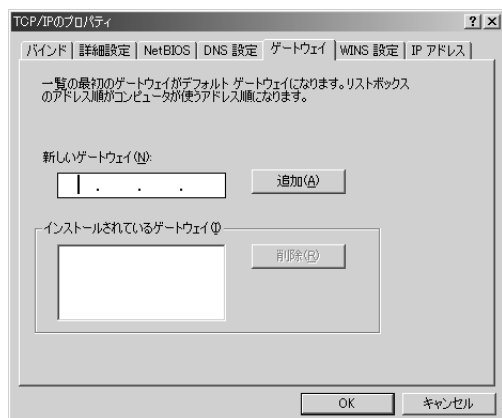 TCP/IPのプロパティ
バインド 詳細設定 NetBIOS DNS 設定 ゲートウェイ WINS 設定 IP アドレス
一覧の最初のゲートウェイがデフォルト ゲートウェイになります。リストボックス
のアドレス順がコンピュータが使うアドレス順になります。
新しいゲートウェイ(N):
. . .
追加(A)
インストールされているゲートウェイ(I)
削除(R)
OK キャンセル